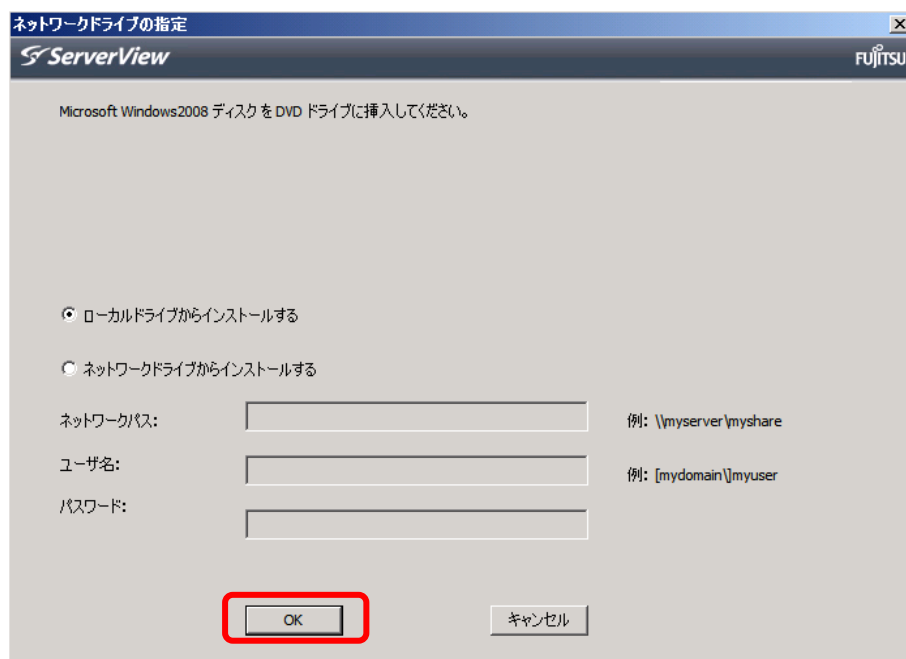 ネットワークドライブの指定
ServerView FUJITSU
Microsoft Windows2008 ディスク を DVD ドライブに挿入してください。
ローカルドライブからインストールする
ネットワークドライブからインストールする
ネットワークパス: 例: \\myserver\myshare
ユーザ名: 例: [mydomain\]myuser
パスワード:
OK キャンセル